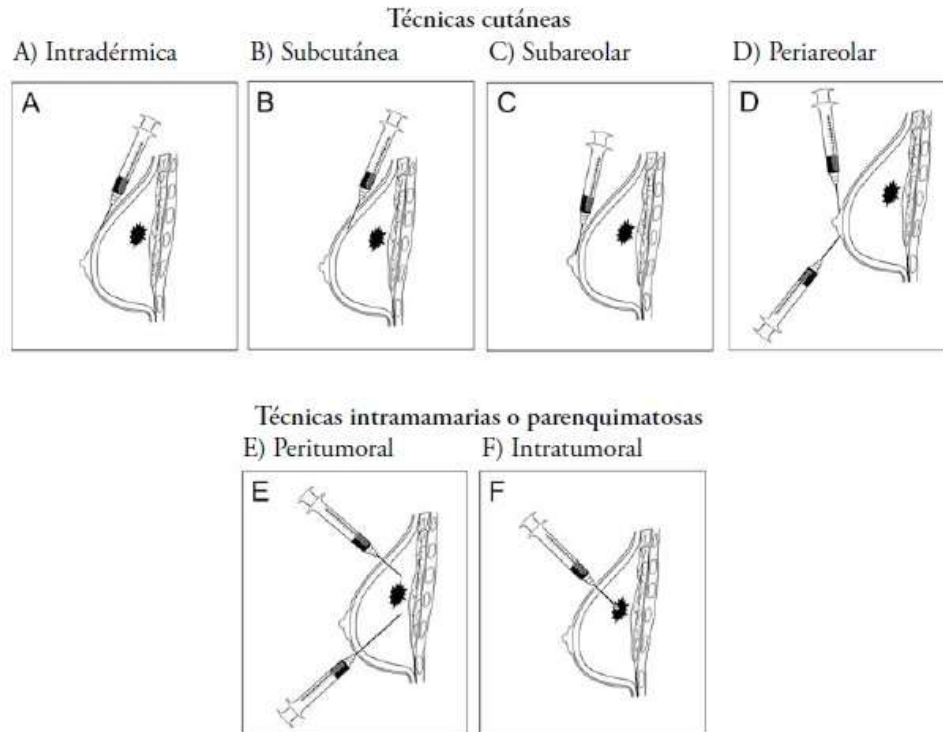 Técnicas cutáneas
A) Intradérmica B) Subcutánea C) Subareolar D) Periareolar
A B C D
Técnicas intramamarias o parenquimatosas
E) Peritumoral F) Intratumoral
E F